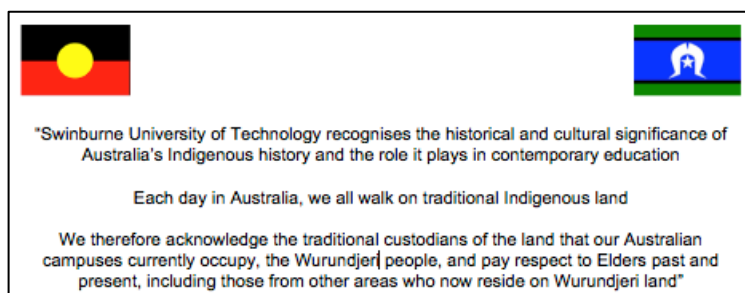 "Swinburne University of Technology recognises the historical and cultural significance of
Australia's Indigenous history and the role it plays in contemporary education
Each day in Australia, we all walk on traditional Indigenous land
We therefore acknowledge the traditional custodians of the land that our Australian
campuses currently occupy, the Wurundjeri people, and pay respect to Elders past and
present, including those from other areas who now reside on Wurundjeri land"